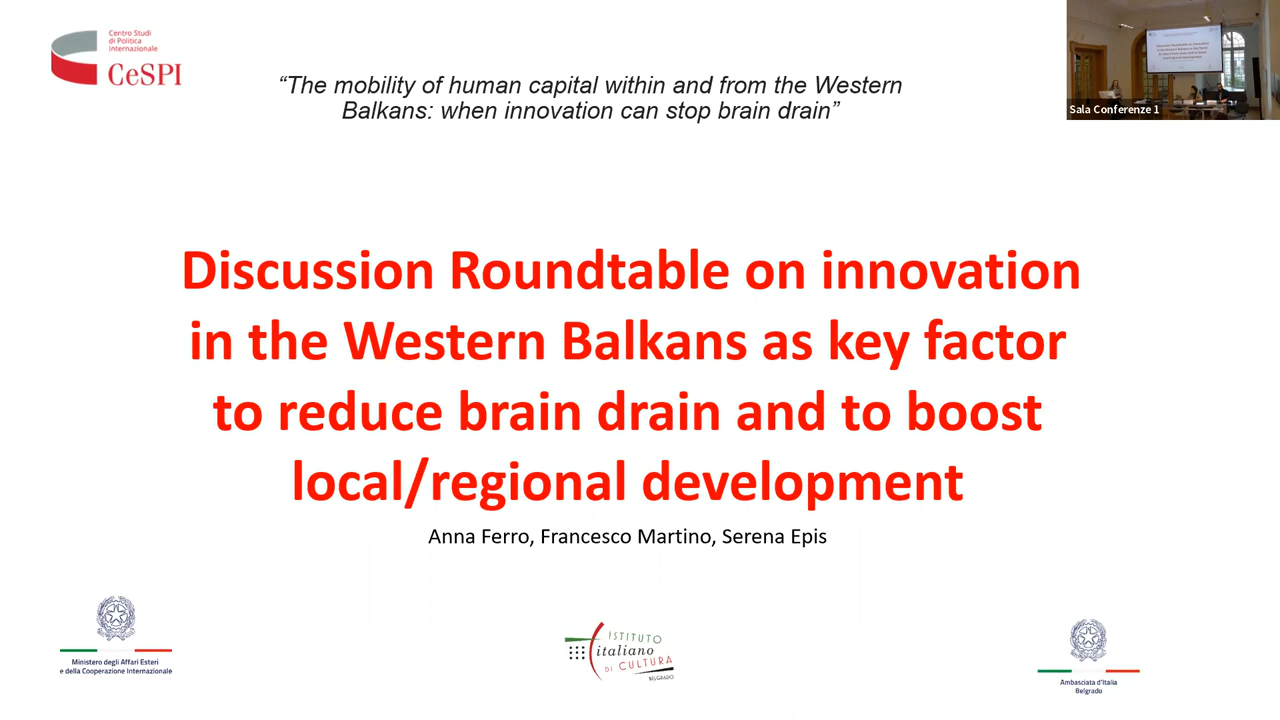 Centro Studi
di Politica
Internazionale
CeSPI
“The mobility of human capital within and from the Western
Balkans: when innovation can stop brain drain”
Sala Conferenze 1
Discussion Roundtable on innovation
in the Western Balkans as key factor
to reduce brain drain and to boost
local/regional development
Anna Ferro, Francesco Martino, Serena Epis
Ministero degli Affari Esteri
e della Cooperazione Internazionale
ISTITUTO
italiano
DI CULTURA
BELGRADO
Ambasciata d'Italia
Belgrado